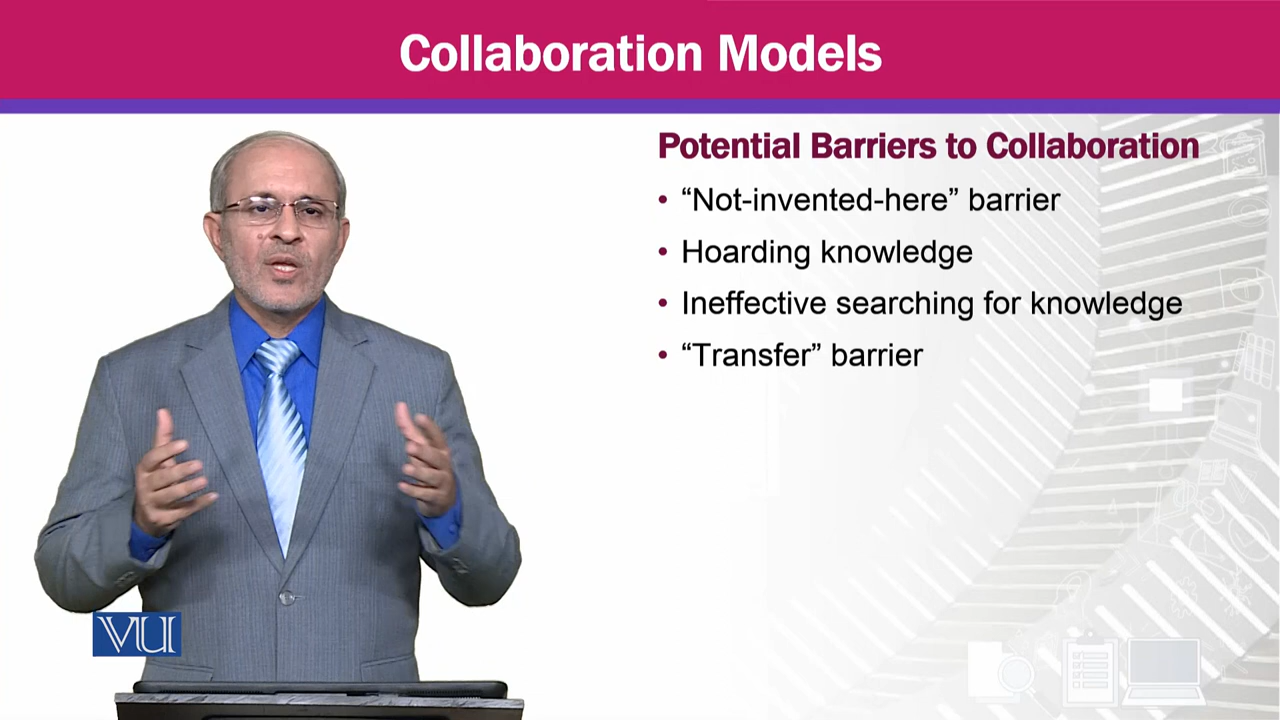 Collaboration Models
Potential Barriers to Collaboration
• “Not-invented-here” barrier
• Hoarding knowledge
• Ineffective searching for knowledge
• “Transfer” barrier
VU